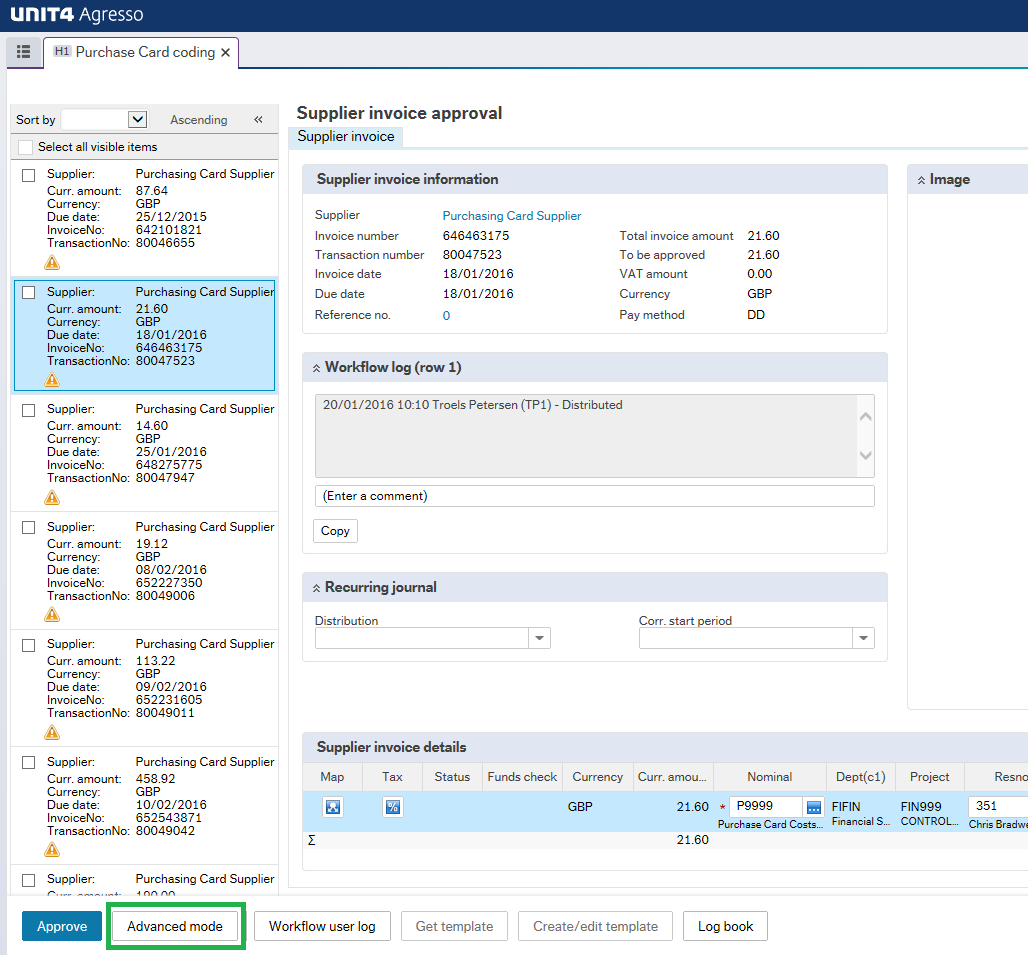 UNIT4 Agresso
H1 Purchase Card coding
Sort by Ascending
Select all visible items
Supplier: Purchasing Card Supplier
Curr. amount: 87.64
Currency: GBP
Due date: 25/12/2015
InvoiceNo: 642101821
TransactionNo: 80046655
Supplier: Purchasing Card Supplier
Curr. amount: 21.60
Currency: GBP
Due date: 18/01/2016
InvoiceNo: 646463175
TransactionNo: 80047523
Supplier: Purchasing Card Supplier
Curr. amount: 14.60
Currency: GBP
Due date: 25/01/2016
InvoiceNo: 648275775
TransactionNo: 80047947
Supplier: Purchasing Card Supplier
Curr. amount: 19.12
Currency: GBP
Due date: 08/02/2016
InvoiceNo: 652227350
TransactionNo: 80049006
Supplier: Purchasing Card Supplier
Curr. amount: 113.22
Currency: GBP
Due date: 09/02/2016
InvoiceNo: 652231605
TransactionNo: 80049011
Supplier: Purchasing Card Supplier
Curr. amount: 458.92
Currency: GBP
Due date: 10/02/2016
InvoiceNo: 652543871
TransactionNo: 80049042
Supplier: Purchasing Card Supplier
Supplier invoice approval
Supplier invoice
Supplier invoice information
Supplier Purchasing Card Supplier
Invoice number 646463175 Total invoice amount 21.60
Transaction number 80047523 To be approved 21.60
Invoice date 18/01/2016 VAT amount 0.00
Due date 18/01/2016 Currency GBP
Reference no. 0 Pay method DD
Image
Workflow log (row 1)
20/01/2016 10:10 Troels Petersen (TP1) - Distributed
(Enter a comment)
Copy
Recurring journal
Distribution Corr. start period
Supplier invoice details
Map Tax Status Funds check Currency Curr. amou... Nominal Dept(c1) Project Resno
GBP 21.60 * P9999 FIFIN FIN999 351
Purchase Card Costs... Financial S... CONTROL... Chris Bradwe
Σ 21.60
Approve Advanced mode Workflow user log Get template Create/edit template Log book